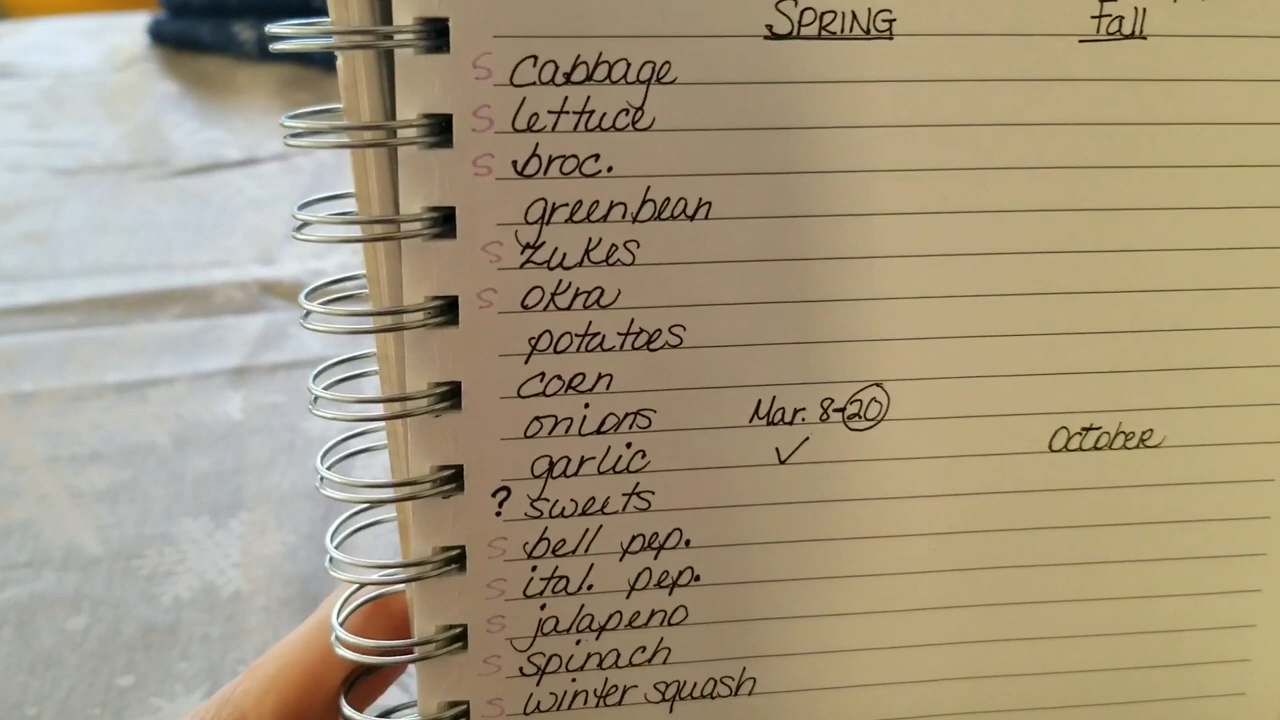 SPRING Fall
S cabbage
S lettuce
S broc.
greenbean
S zukes
S okra
potatoes
corn
onions Mar. 8-20
garlic ✓ October
? sweets
S bell pep.
S ital. pep.
S jalapeno
S spinach
S winter squash